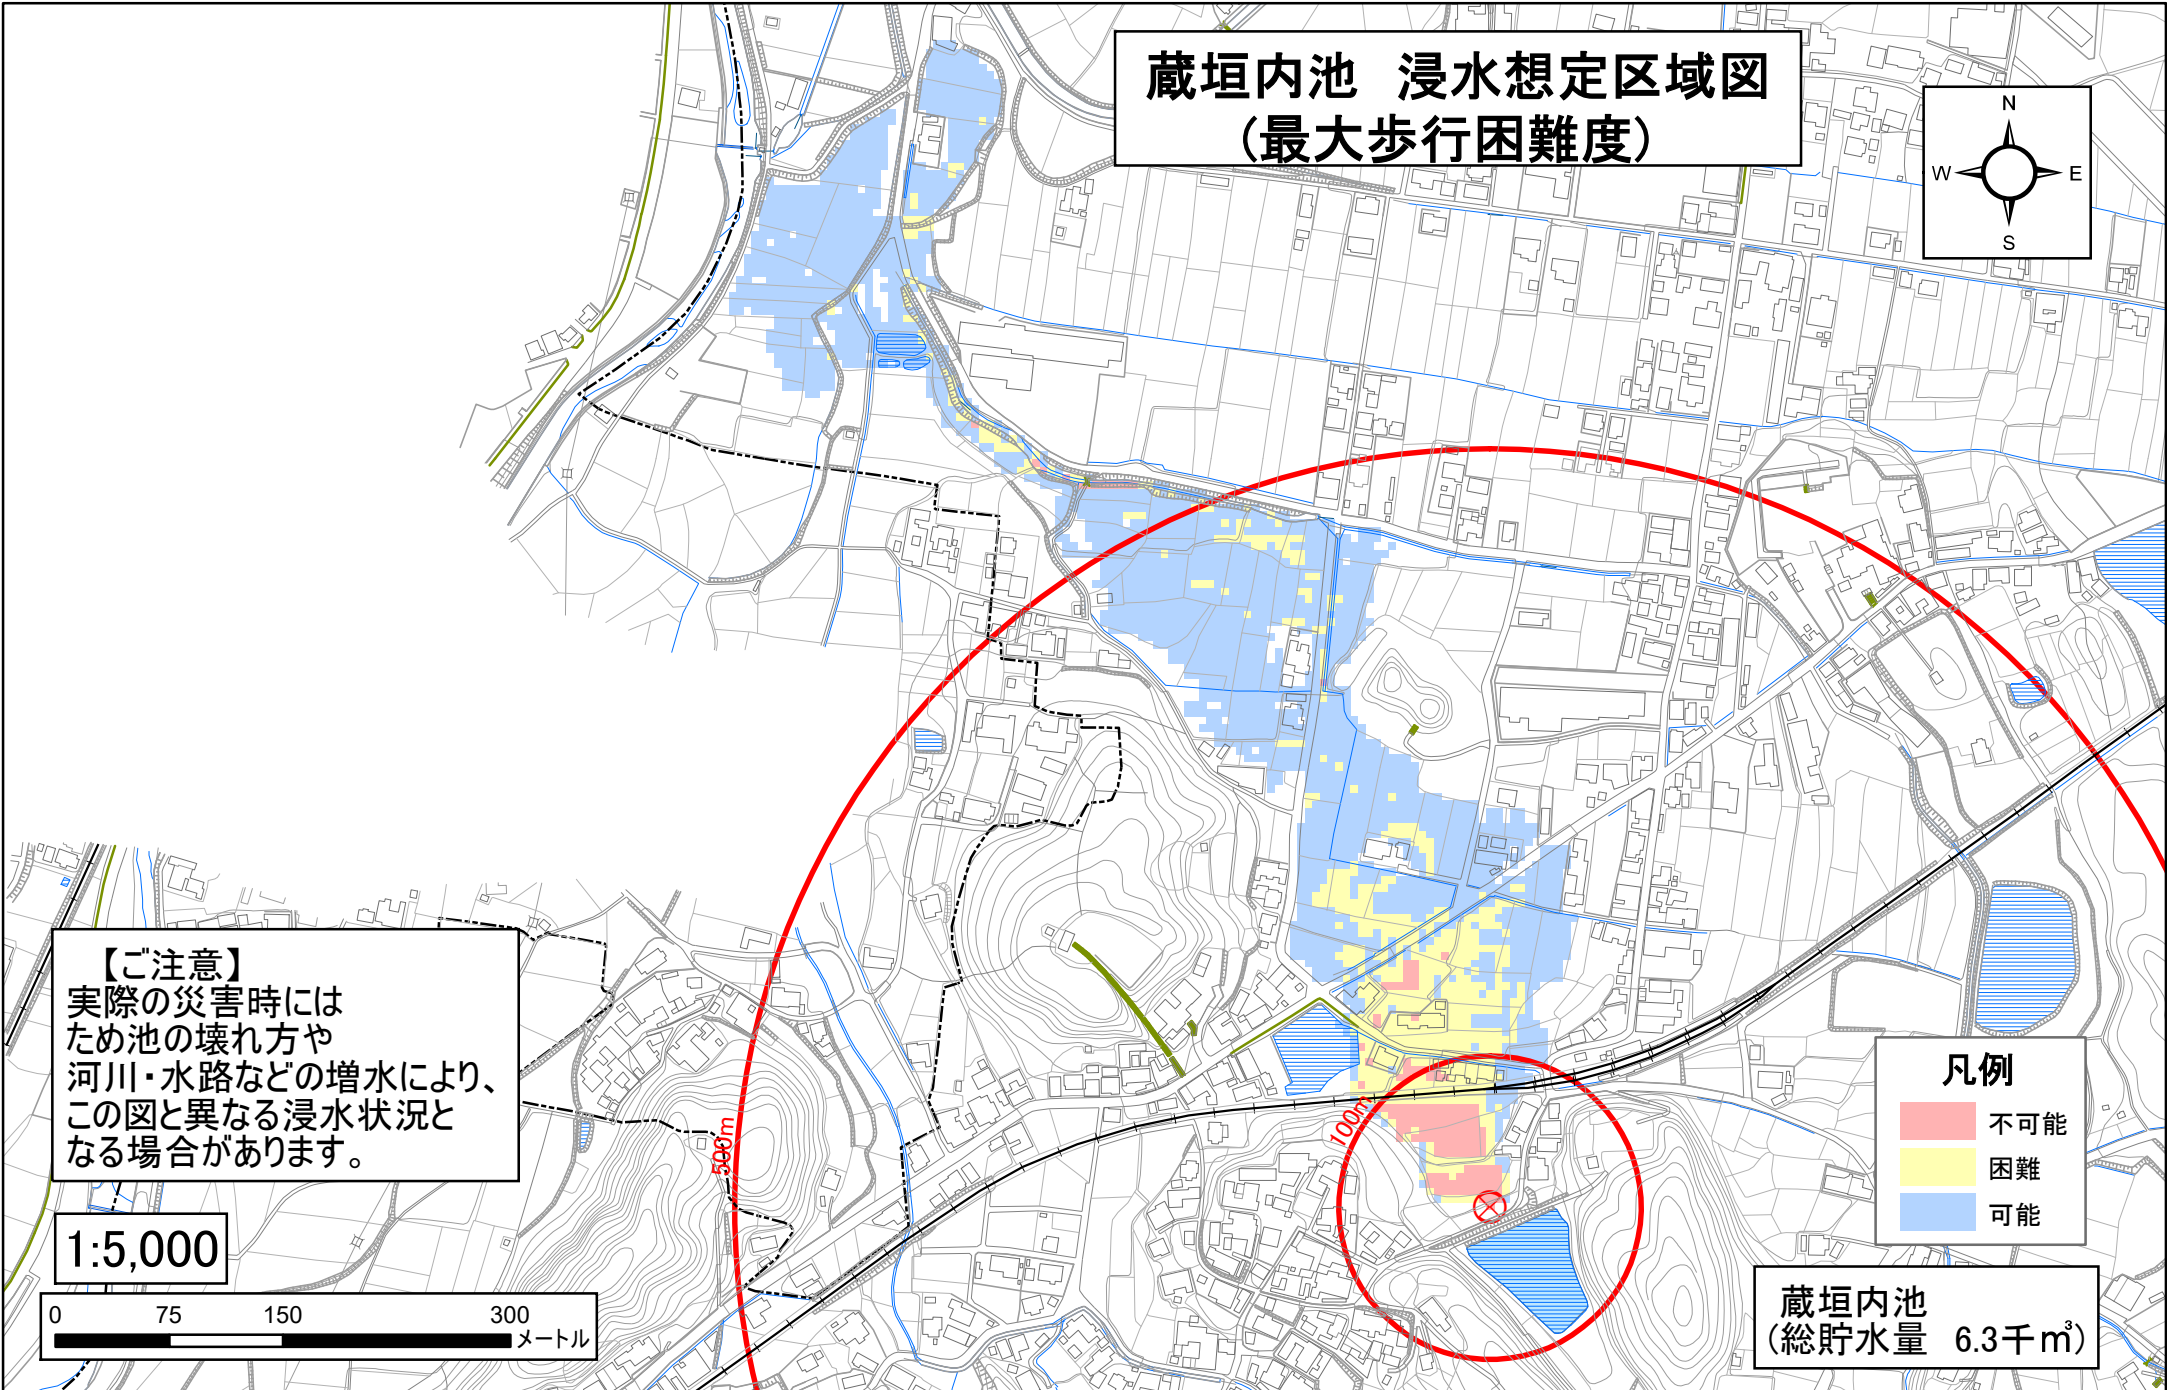 蔵垣内池　浸水想定区域図
(最大歩行困難度)
N
W
E
S
500m
100m
【ご注意】
実際の災害時には
ため池の壊れ方や
河川・水路などの増水により、
この図と異なる浸水状況と
なる場合があります。
1:5,000
0 75 150 300
メートル
凡例
不可能
困難
可能
蔵垣内池
(総貯水量　6.3千㎥)